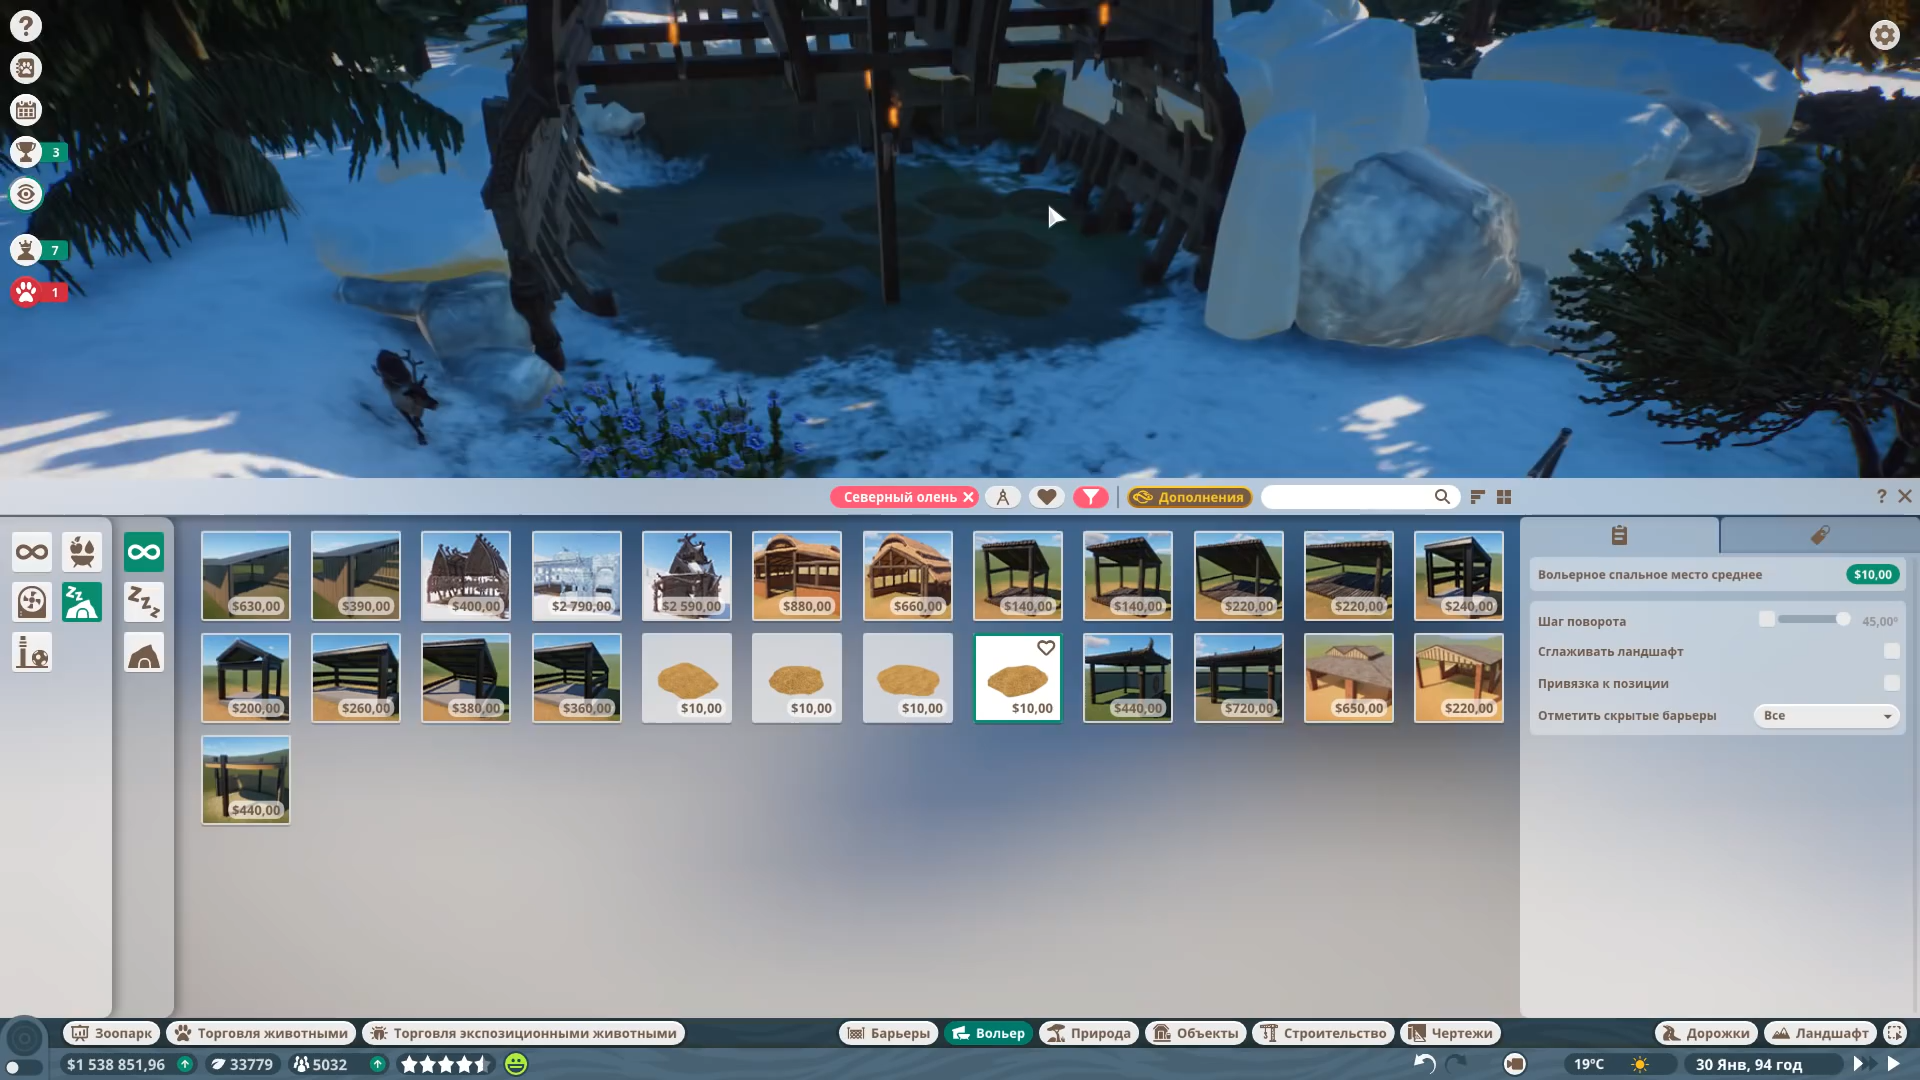 ?
3
7
1
Северный олень
Дополнения
?
$630,00
$390,00
$400,00
$2 790,00
$2 590,00
$880,00
$660,00
$140,00
$140,00
$220,00
$220,00
$240,00
$200,00
$260,00
$380,00
$360,00
$10,00
$10,00
$10,00
$10,00
$440,00
$720,00
$650,00
$220,00
$440,00
Вольерное спальное место среднее
$10,00
Шаг поворота
45,00º
Сглаживать ландшафт
Привязка к позиции
Отметить скрытые барьеры
Все
Зоопарк
Торговля животными
Торговля экспозиционными животными
Барьеры
Вольер
Природа
Объекты
Строительство
Чертежи
Дорожки
Ландшафт
$1 538 851,96
33779
5032
19°C
30 Янв, 94 год